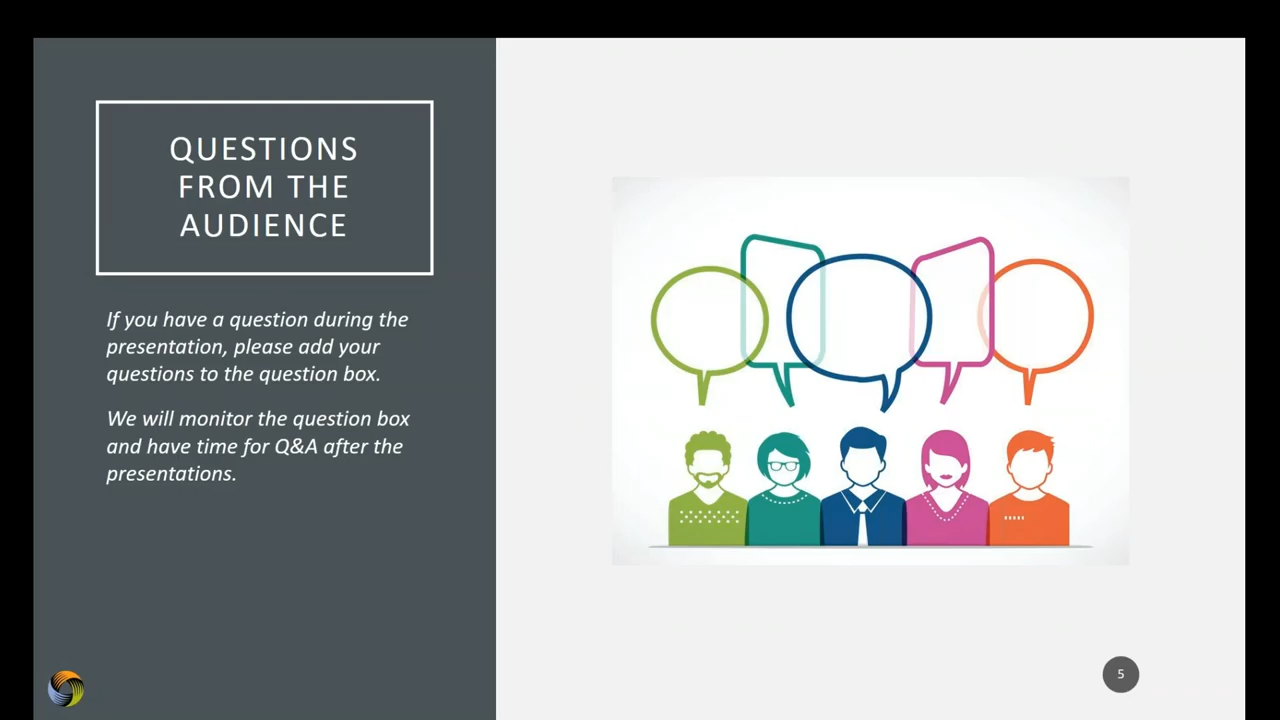 QUESTIONS
FROM THE
AUDIENCE
If you have a question during the
presentation, please add your
questions to the question box.
We will monitor the question box
and have time for Q&A after the
presentations.
5